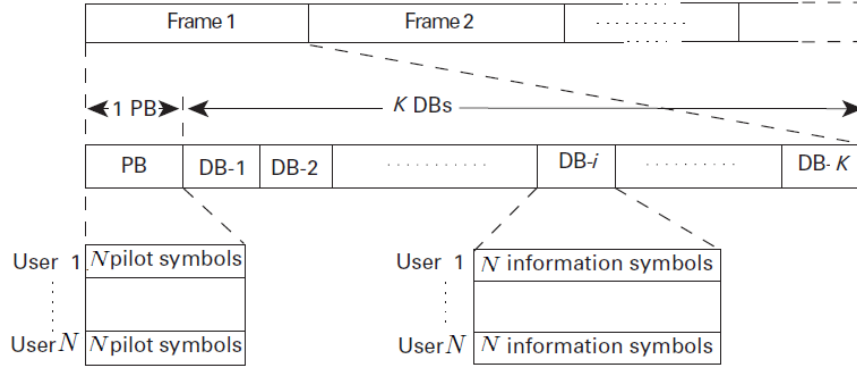 Frame 1 Frame 2
1 PB K DBs
PB DB-1 DB-2 DB-i DB- K
User 1 N pilot symbols User 1 N information symbols
User N N pilot symbols User N N information symbols